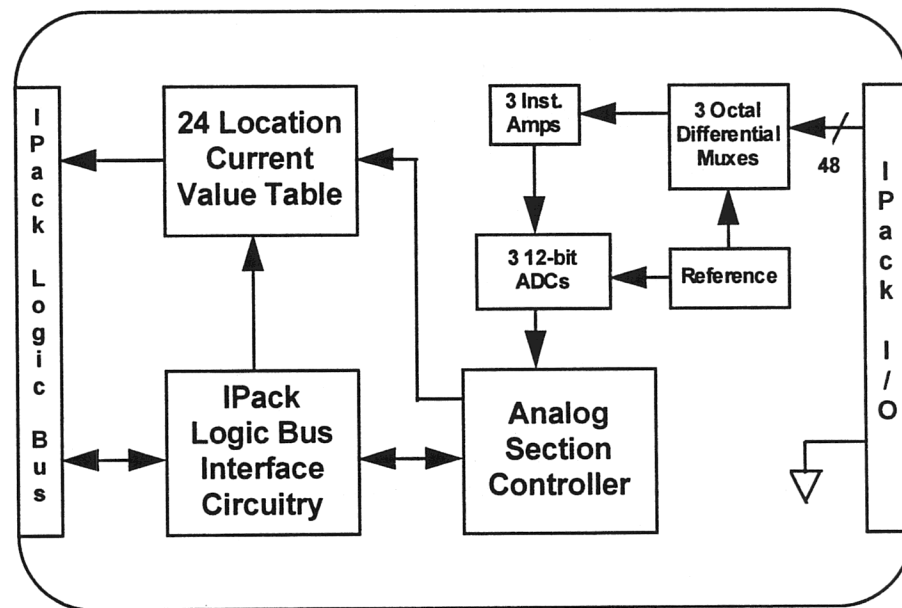 IPack Logic Bus
24 Location
Current
Value Table
3 Inst.
Amps
3 Octal
Differential
Muxes
48
IPack I/O
3 12-bit
ADCs
Reference
IPack
Logic Bus
Interface
Circuitry
Analog
Section
Controller